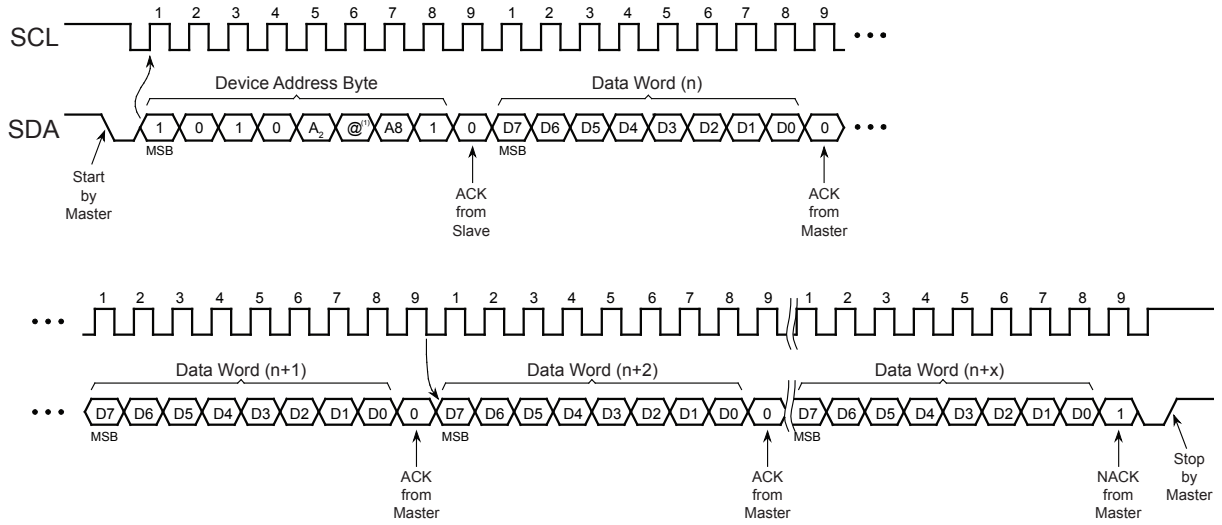 1 2 3 4 5 6 7 8 9 1 2 3 4 5 6 7 8 9
SCL
Device Address Byte Data Word (n)
SDA 1 0 1 0 A2 @(1) A8 1 0 D7 D6 D5 D4 D3 D2 D1 D0 0
MSB MSB
Start
by
Master
ACK
from
Slave
ACK
from
Master
1 2 3 4 5 6 7 8 9 1 2 3 4 5 6 7 8 9 1 2 3 4 5 6 7 8 9
Data Word (n+1) Data Word (n+2) Data Word (n+x)
D7 D6 D5 D4 D3 D2 D1 D0 0 D7 D6 D5 D4 D3 D2 D1 D0 0 D7 D6 D5 D4 D3 D2 D1 D0 1
MSB MSB MSB
ACK
from
Master
ACK
from
Master
NACK
from
Master
Stop
by
Master